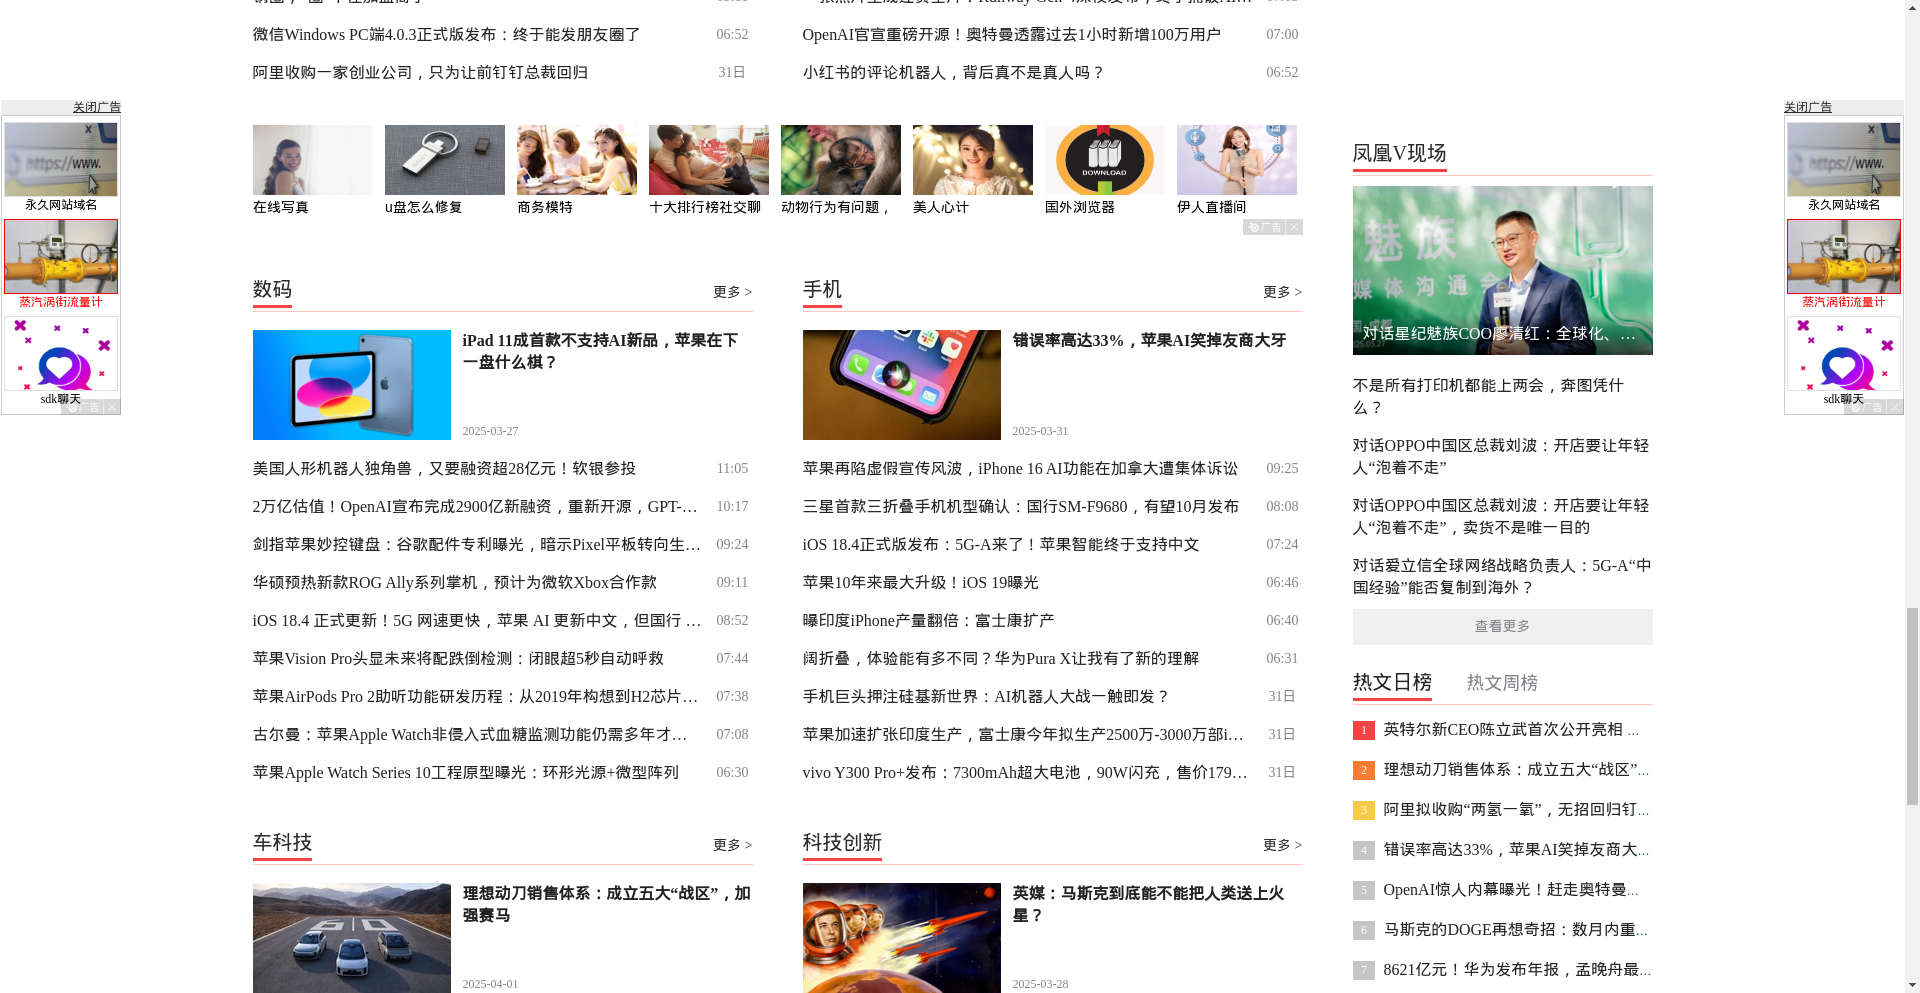 微信Windows PC端4.0.3正式版发布：终于能发朋友圈了 06:52
阿里收购一家创业公司，只为让前钉钉总裁回归 31日
OpenAI官宣重磅开源！奥特曼透露过去1小时新增100万用户 07:00
小红书的评论机器人，背后真不是真人吗？ 06:52
关闭广告
https://www.
永久网站域名
蒸汽涡街流量计
sdk聊天
广告
在线写真
u盘怎么修复
商务模特
十大排行榜社交聊
动物行为有问题，
美人心计
DOWNLOAD
国外浏览器
伊人直播间
广告
数码
更多 >
iPad 11成首款不支持AI新品，苹果在下
一盘什么棋？
2025-03-27
美国人形机器人独角兽，又要融资超28亿元！软银参投 11:05
2万亿估值！OpenAI宣布完成2900亿新融资，重新开源，GPT-… 10:17
剑指苹果妙控键盘：谷歌配件专利曝光，暗示Pixel平板转向生… 09:24
华硕预热新款ROG Ally系列掌机，预计为微软Xbox合作款 09:11
iOS 18.4 正式更新！5G 网速更快，苹果 AI 更新中文，但国行 … 08:52
苹果Vision Pro头显未来将配跌倒检测：闭眼超5秒自动呼救 07:44
苹果AirPods Pro 2助听功能研发历程：从2019年构想到H2芯片… 07:38
古尔曼：苹果Apple Watch非侵入式血糖监测功能仍需多年才… 07:08
苹果Apple Watch Series 10工程原型曝光：环形光源+微型阵列 06:30
手机
更多 >
错误率高达33%，苹果AI笑掉友商大牙
2025-03-31
苹果再陷虚假宣传风波，iPhone 16 AI功能在加拿大遭集体诉讼 09:25
三星首款三折叠手机机型确认：国行SM-F9680，有望10月发布 08:08
iOS 18.4正式版发布：5G-A来了！苹果智能终于支持中文 07:24
苹果10年来最大升级！iOS 19曝光 06:46
曝印度iPhone产量翻倍：富士康扩产 06:40
阔折叠，体验能有多不同？华为Pura X让我有了新的理解 06:31
手机巨头押注硅基新世界：AI机器人大战一触即发？ 31日
苹果加速扩张印度生产，富士康今年拟生产2500万-3000万部i… 31日
vivo Y300 Pro+发布：7300mAh超大电池，90W闪充，售价179… 31日
车科技
更多 >
理想动刀销售体系：成立五大“战区”，加
强赛马
2025-04-01
科技创新
更多 >
英媒：马斯克到底能不能把人类送上火
星？
2025-03-28
凤凰V现场
魅族
媒体沟通会
对话星纪魅族COO廖清红：全球化、…
不是所有打印机都能上两会，奔图凭什
么？
对话OPPO中国区总裁刘波：开店要让年轻
人“泡着不走”
对话OPPO中国区总裁刘波：开店要让年轻
人“泡着不走”，卖货不是唯一目的
对话爱立信全球网络战略负责人：5G-A“中
国经验”能否复制到海外？
查看更多
热文日榜
热文周榜
1 英特尔新CEO陈立武首次公开亮相 …
2 理想动刀销售体系：成立五大“战区”…
3 阿里拟收购“两氢一氧”，无招回归钉…
4 错误率高达33%，苹果AI笑掉友商大…
5 OpenAI惊人内幕曝光！赶走奥特曼…
6 马斯克的DOGE再想奇招：数月内重…
7 8621亿元！华为发布年报，孟晚舟最…
关闭广告
https://www.
永久网站域名
蒸汽涡街流量计
sdk聊天
广告